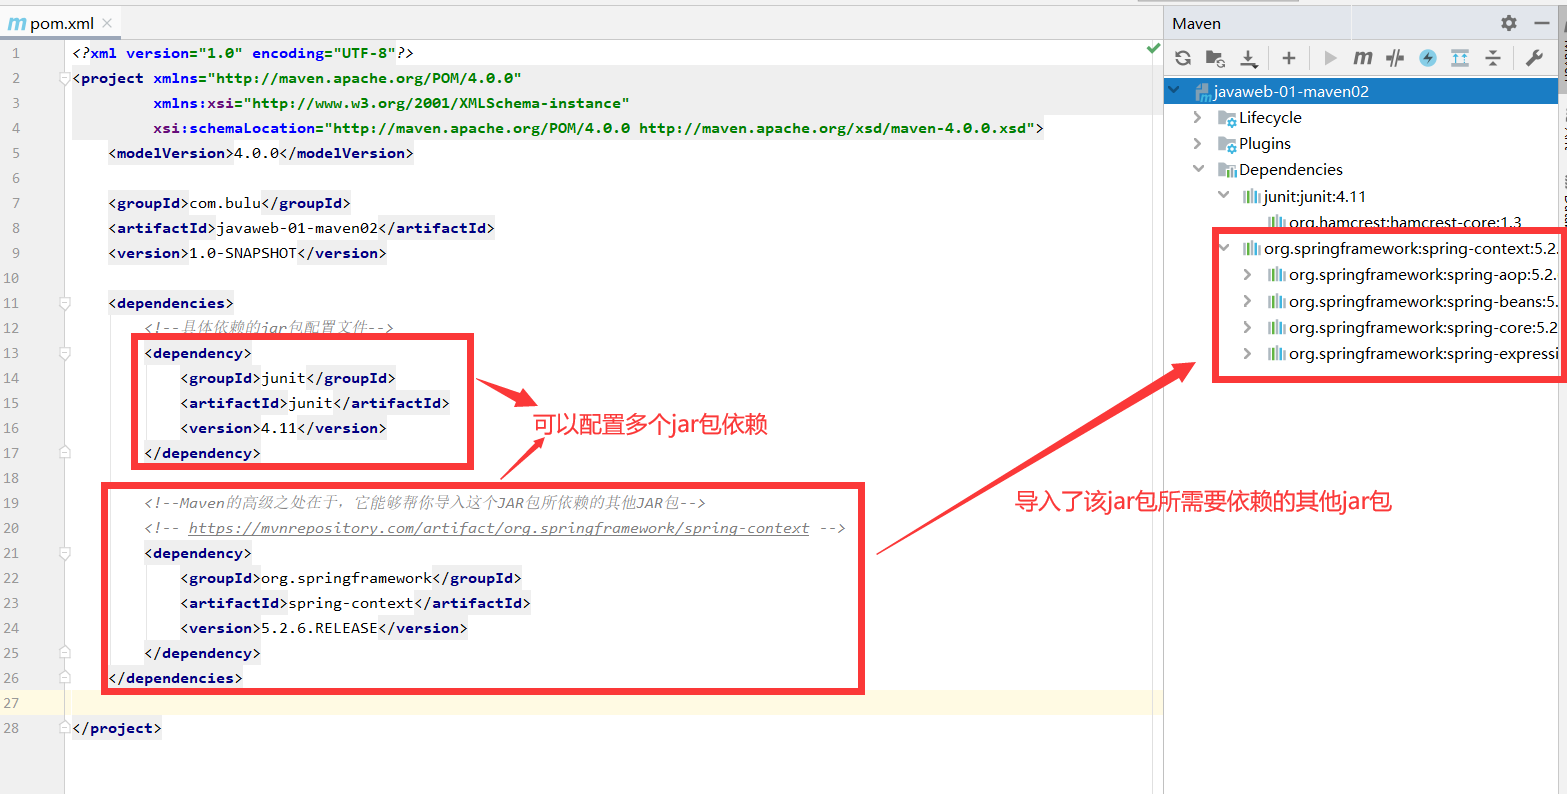 pom.xml
1 <?xml version="1.0" encoding="UTF-8"?>
2 <project xmlns="http://maven.apache.org/POM/4.0.0"
3 xmlns:xsi="http://www.w3.org/2001/XMLSchema-instance"
4 xsi:schemaLocation="http://maven.apache.org/POM/4.0.0 http://maven.apache.org/xsd/maven-4.0.0.xsd">
5 <modelVersion>4.0.0</modelVersion>
6
7 <groupId>com.bulu</groupId>
8 <artifactId>javaweb-01-maven02</artifactId>
9 <version>1.0-SNAPSHOT</version>
10
11 <dependencies>
12 <!--具体依赖的jar包配置文件-->
13 <dependency>
14 <groupId>junit</groupId>
15 <artifactId>junit</artifactId>
16 <version>4.11</version>
17 </dependency>
18
19 <!--Maven的高级之处在于，它能够帮你导入这个JAR包所依赖的其他JAR包-->
20 <!-- https://mvnrepository.com/artifact/org.springframework/spring-context -->
21 <dependency>
22 <groupId>org.springframework</groupId>
23 <artifactId>spring-context</artifactId>
24 <version>5.2.6.RELEASE</version>
25 </dependency>
26 </dependencies>
27
28 </project>
可以配置多个jar包依赖
导入了该jar包所需要依赖的其他jar包
Maven
javaweb-01-maven02
Lifecycle
Plugins
Dependencies
junit:junit:4.11
org.hamcrest:hamcrest-core:1.3
org.springframework:spring-context:5.2.
org.springframework:spring-aop:5.2.
org.springframework:spring-beans:5.
org.springframework:spring-core:5.2
org.springframework:spring-expressi